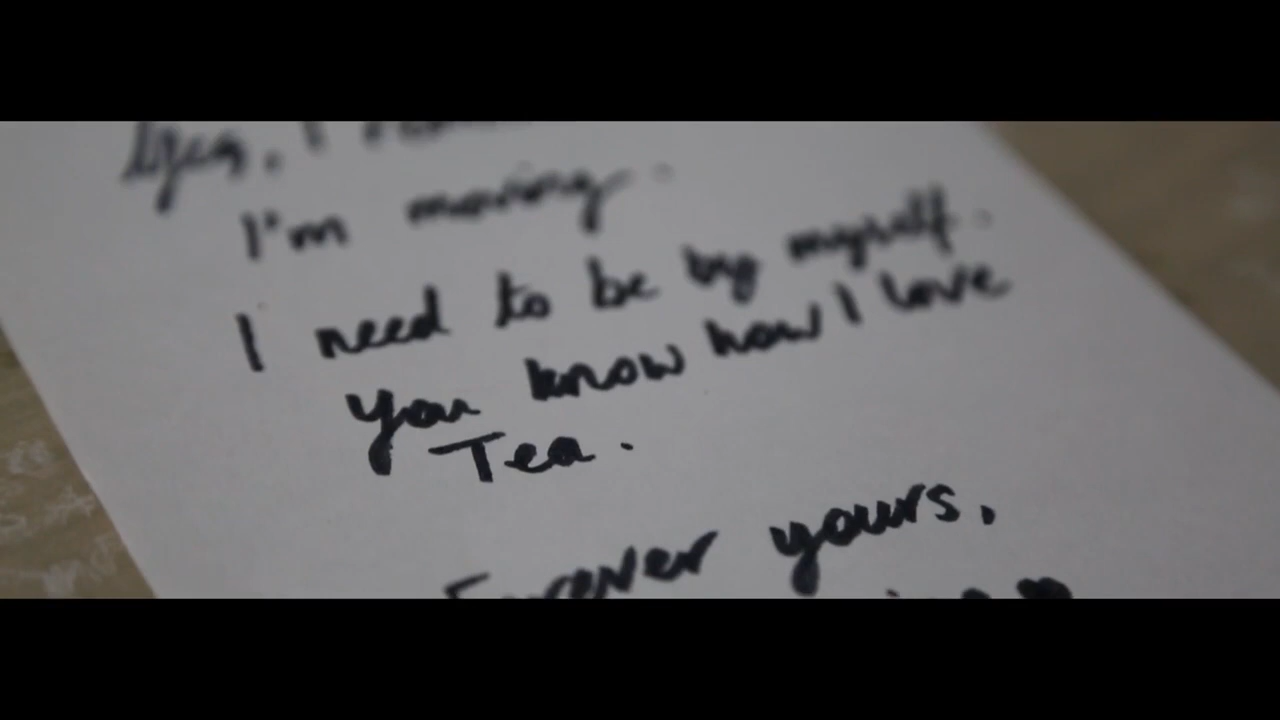 I'm moving.
I need to be by myself.
You know how I love
Tea.
Forever yours,